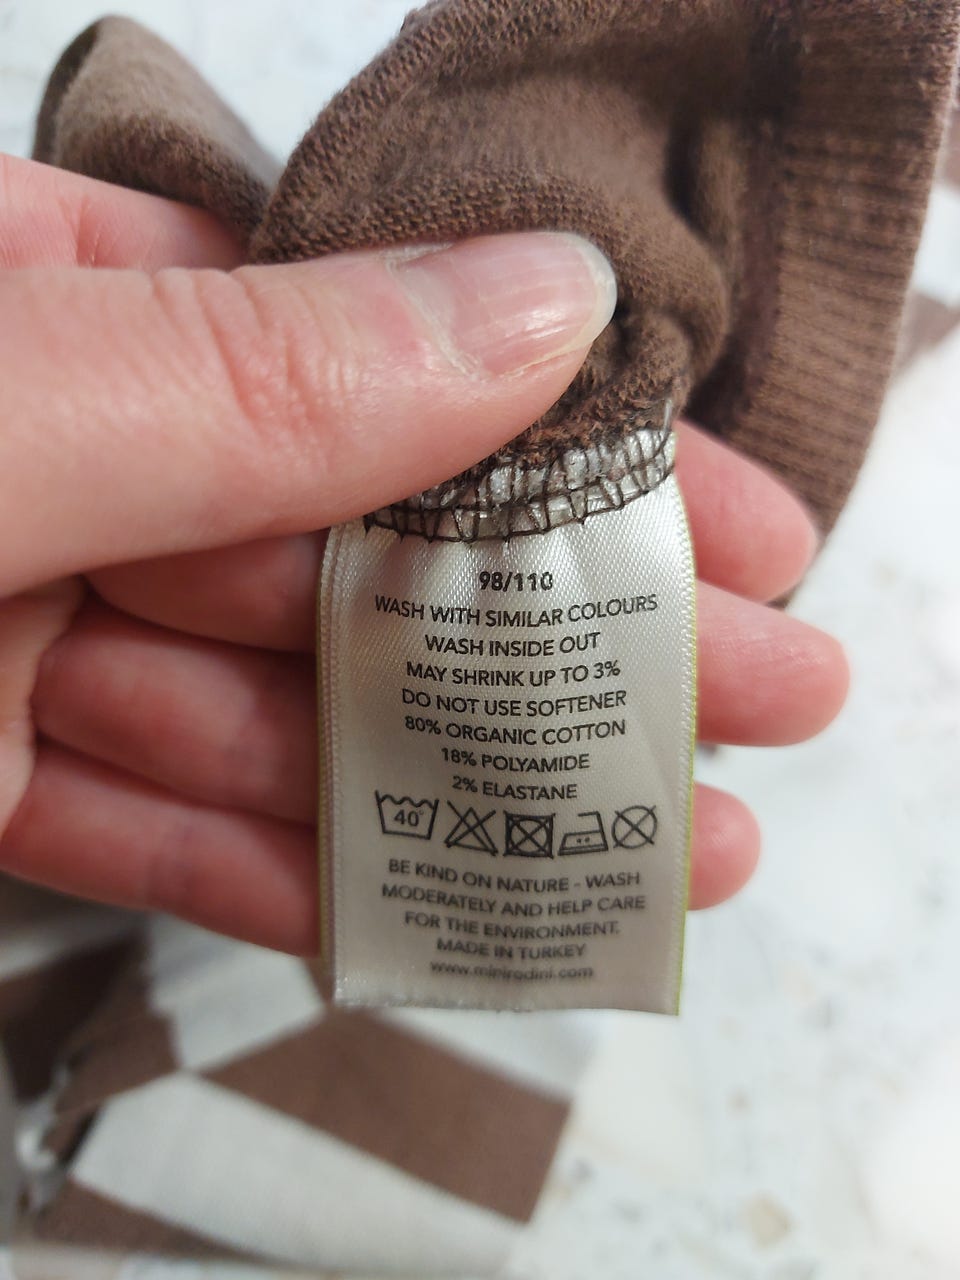 98/110
WASH WITH SIMILAR COLOURS
WASH INSIDE OUT
MAY SHRINK UP TO 3%
DO NOT USE SOFTENER
80% ORGANIC COTTON
18% POLYAMIDE
2% ELASTANE
40°
BE KIND ON NATURE - WASH
MODERATELY AND HELP CARE
FOR THE ENVIRONMENT.
MADE IN TURKEY
www.minirodini.com